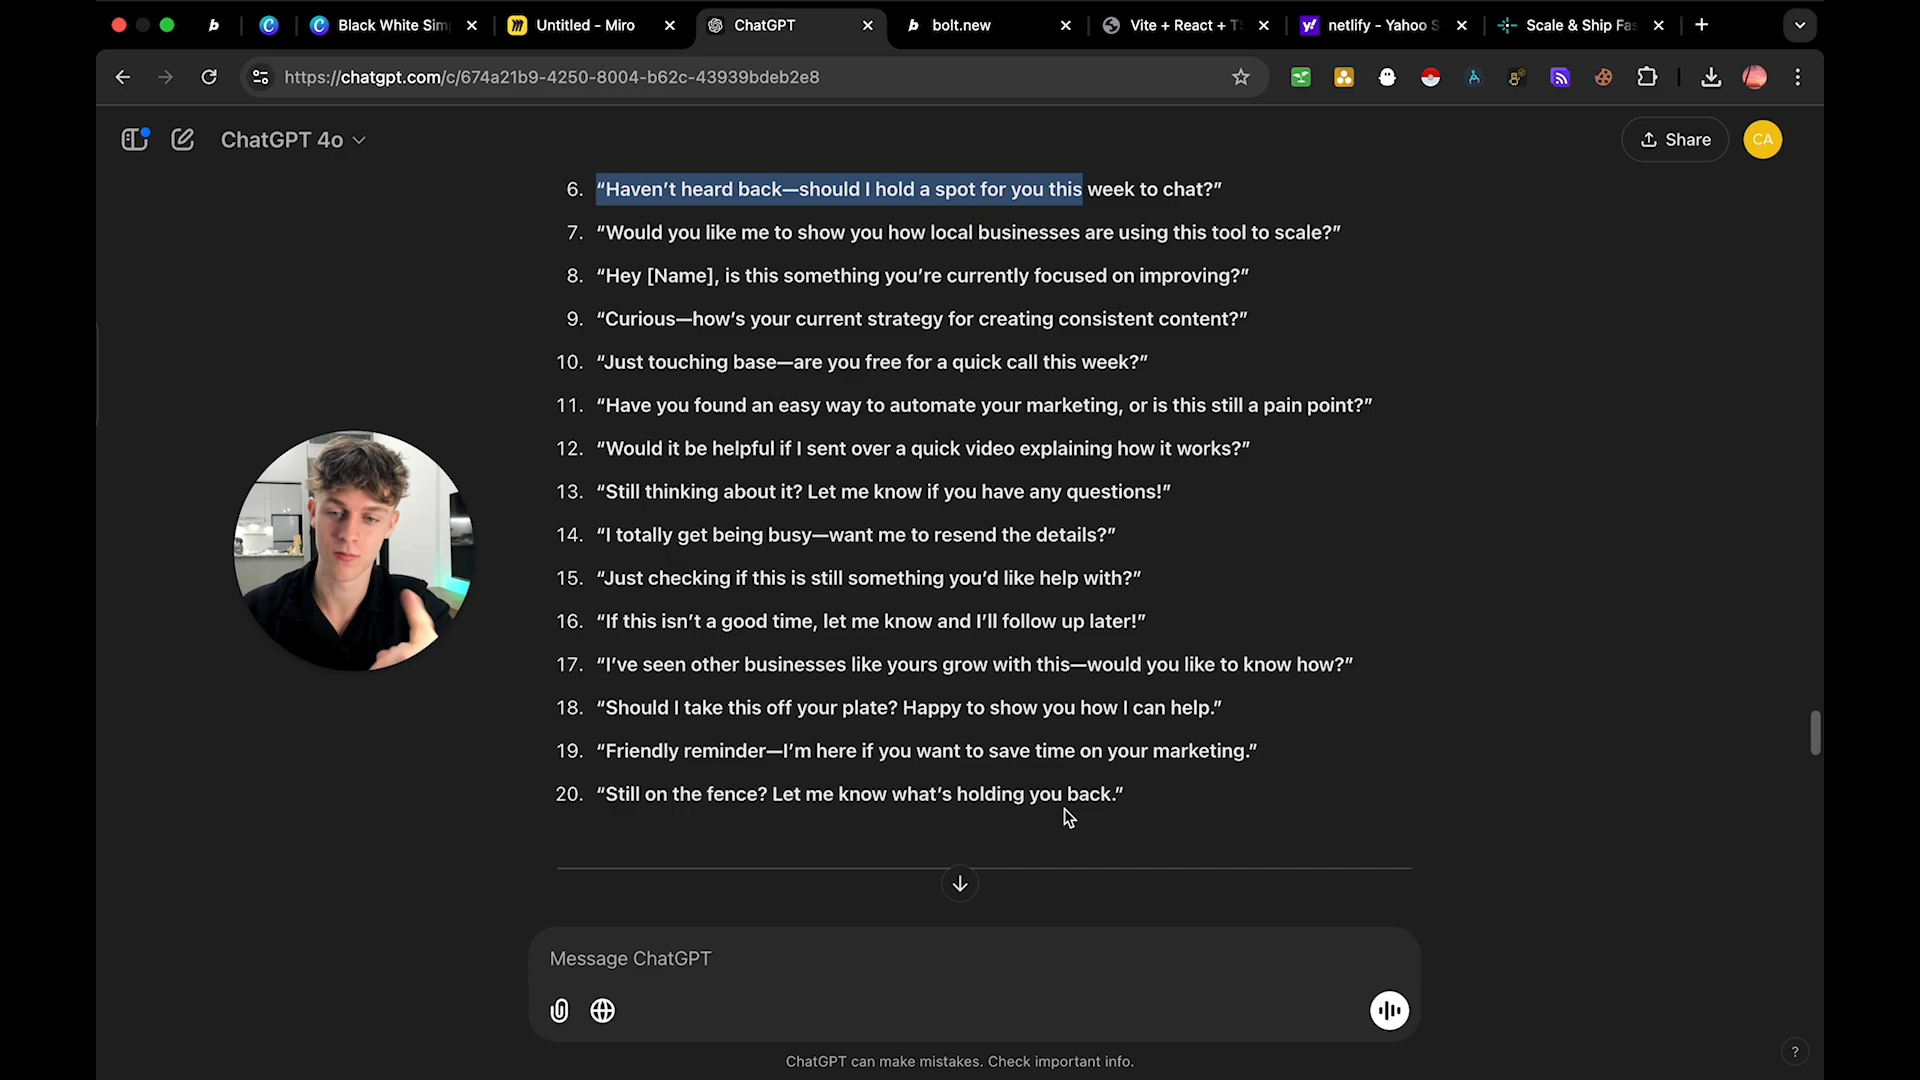 Black White Sim
Untitled - Miro
ChatGPT
bolt.new
Vite + React + T
netlify - Yahoo S
Scale & Ship Fas
https://chatgpt.com/c/674a21b9-4250-8004-b62c-43939bdeb2e8
ChatGPT 4o
Share
CA
6. “Haven’t heard back—should I hold a spot for you this week to chat?”
7. “Would you like me to show you how local businesses are using this tool to scale?”
8. “Hey [Name], is this something you’re currently focused on improving?”
9. “Curious—how’s your current strategy for creating consistent content?”
10. “Just touching base—are you free for a quick call this week?”
11. “Have you found an easy way to automate your marketing, or is this still a pain point?”
12. “Would it be helpful if I sent over a quick video explaining how it works?”
13. “Still thinking about it? Let me know if you have any questions!”
14. “I totally get being busy—want me to resend the details?”
15. “Just checking if this is still something you’d like help with?”
16. “If this isn’t a good time, let me know and I’ll follow up later!”
17. “I’ve seen other businesses like yours grow with this—would you like to know how?”
18. “Should I take this off your plate? Happy to show you how I can help.”
19. “Friendly reminder—I’m here if you want to save time on your marketing.”
20. “Still on the fence? Let me know what’s holding you back.”
Message ChatGPT
ChatGPT can make mistakes. Check important info.
?